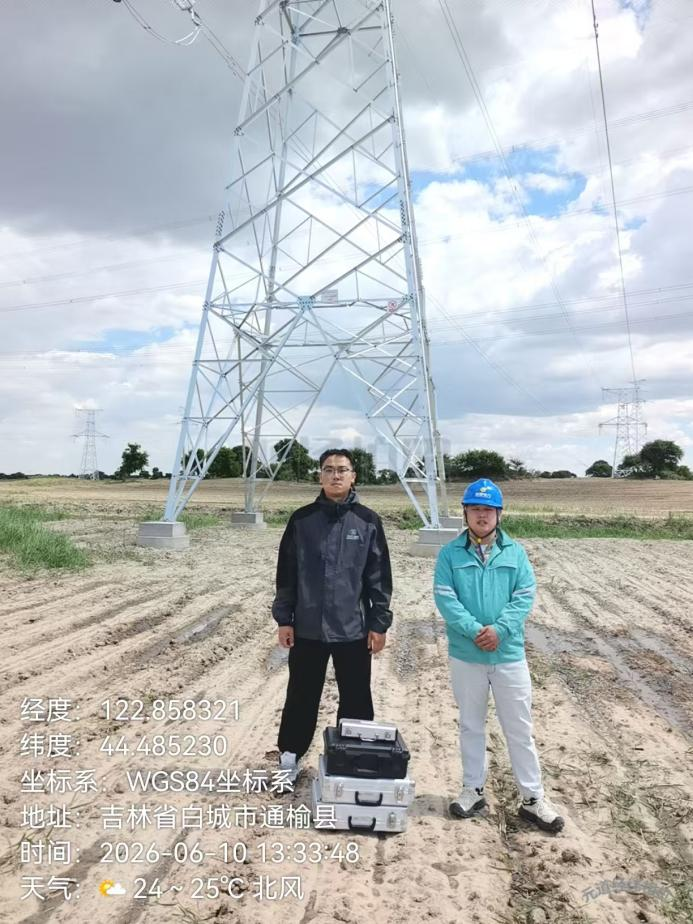 经度：122.858321
纬度：44.485230
坐标系：WGS84坐标系
地址：吉林省白城市通榆县
时间：2026-06-10 13:33:48
天气：24~25℃ 北风